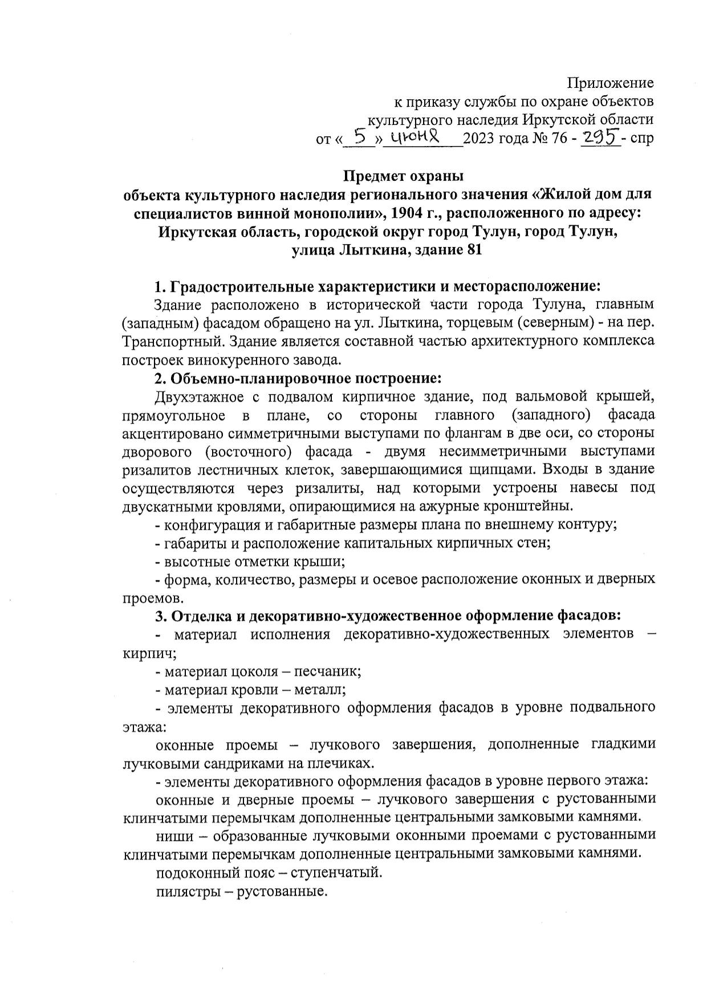 Приложение
к приказу службы по охране объектов
культурного наследия Иркутской области
от «5» июня 2023 года № 76 - 295 - спр
Предмет охраны
объекта культурного наследия регионального значения «Жилой дом для
специалистов винной монополии», 1904 г., расположенного по адресу:
Иркутская область, городской округ город Тулун, город Тулун,
улица Лыткина, здание 81
1. Градостроительные характеристики и месторасположение:
Здание расположено в исторической части города Тулуна, главным
(западным) фасадом обращено на ул. Лыткина, торцевым (северным) - на пер.
Транспортный. Здание является составной частью архитектурного комплекса
построек винокуренного завода.
2. Объемно-планировочное построение:
Двухэтажное с подвалом кирпичное здание, под вальмовой крышей,
прямоугольное в плане, со стороны главного (западного) фасада
акцентировано симметричными выступами по флангам в две оси, со стороны
дворового (восточного) фасада - двумя несимметричными выступами
ризалитов лестничных клеток, завершающимися щипцами. Входы в здание
осуществляются через ризалиты, над которыми устроены навесы под
двускатными кровлями, опирающимися на ажурные кронштейны.
- конфигурация и габаритные размеры плана по внешнему контуру;
- габариты и расположение капитальных кирпичных стен;
- высотные отметки крыши;
- форма, количество, размеры и осевое расположение оконных и дверных
проемов.
3. Отделка и декоративно-художественное оформление фасадов:
- материал исполнения декоративно-художественных элементов –
кирпич;
- материал цоколя – песчаник;
- материал кровли – металл;
- элементы декоративного оформления фасадов в уровне подвального
этажа:
оконные проемы – лучкового завершения, дополненные гладкими
лучковыми сандриками на плечиках.
- элементы декоративного оформления фасадов в уровне первого этажа:
оконные и дверные проемы – лучкового завершения с рустованными
клинчатыми перемычкам дополненные центральными замковыми камнями.
ниши – образованные лучковыми оконными проемами с рустованными
клинчатыми перемычкам дополненные центральными замковыми камнями.
подоконный пояс – ступенчатый.
пилястры – рустованные.